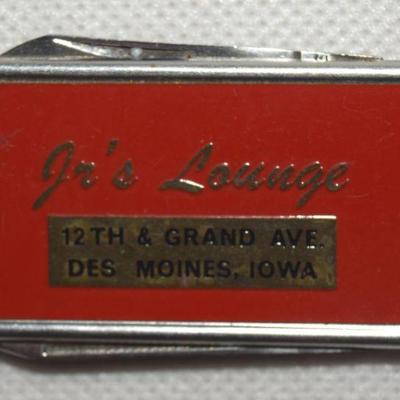 Jr's Lounge
12TH & GRAND AVE.
DES MOINES, IOWA